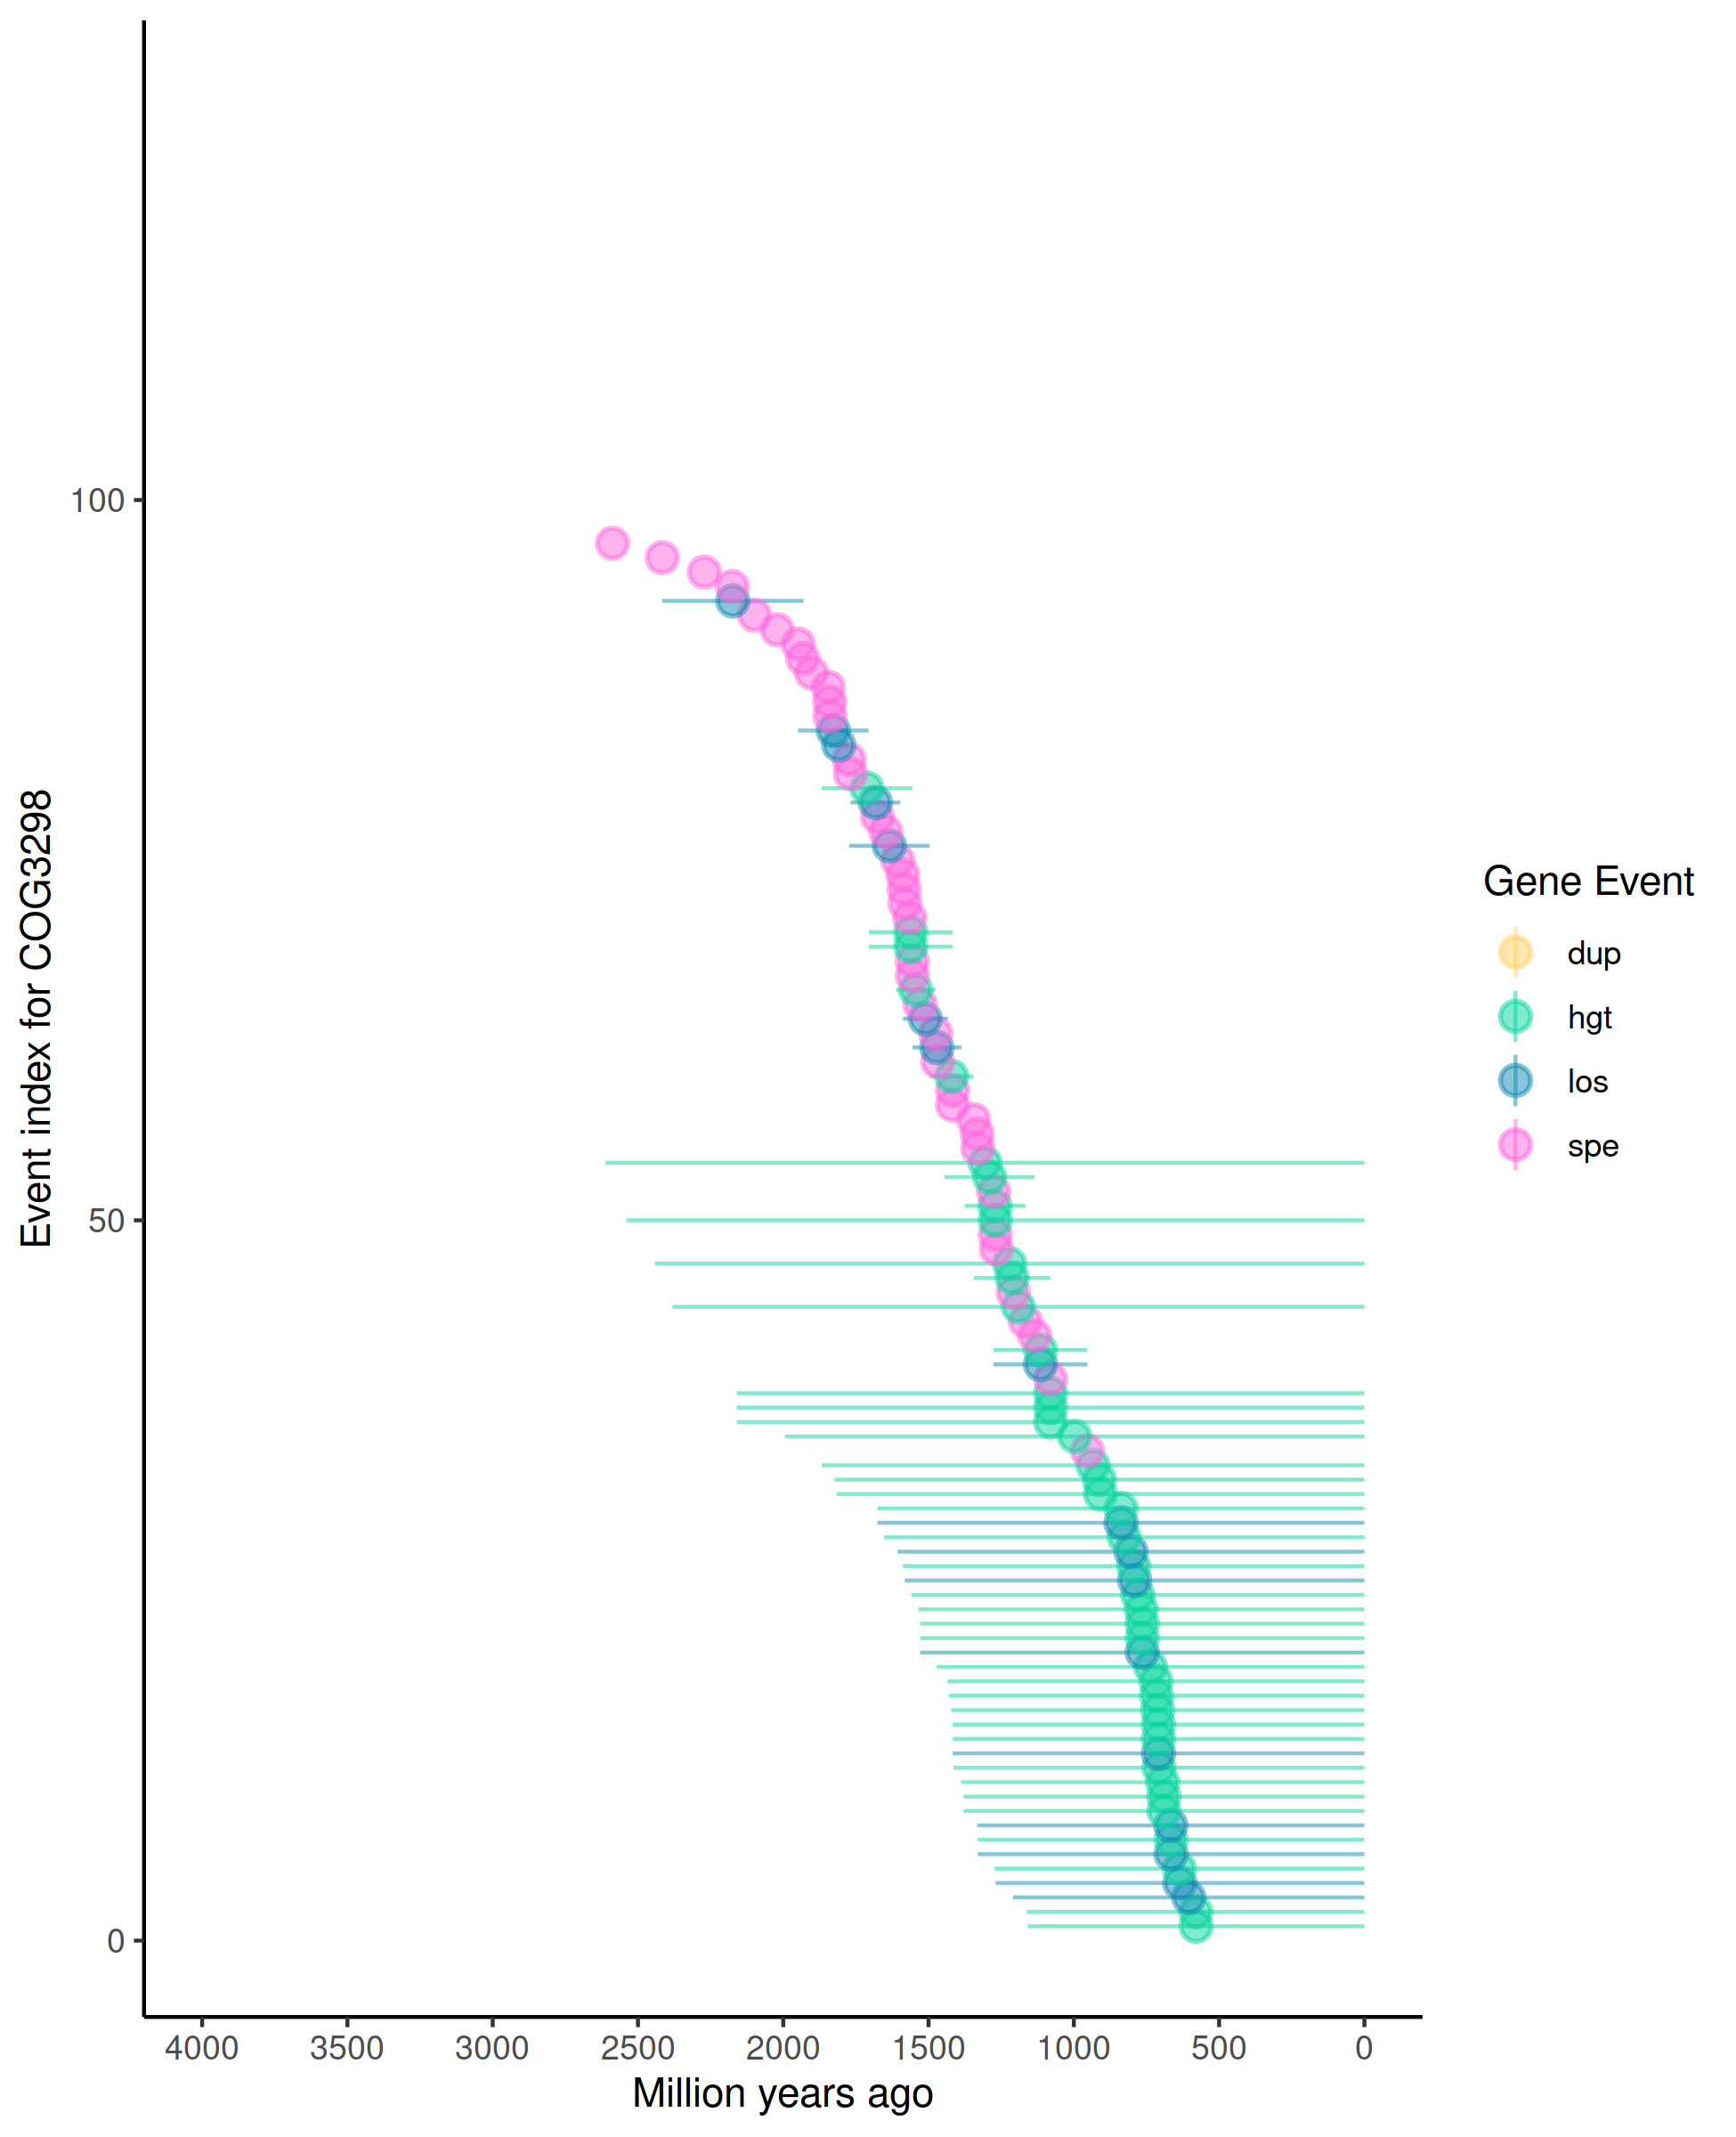 Event index for COG3298
100
50
0
4000 3500 3000 2500 2000 1500 1000 500 0
Million years ago
Gene Event
dup
hgt
los
spe